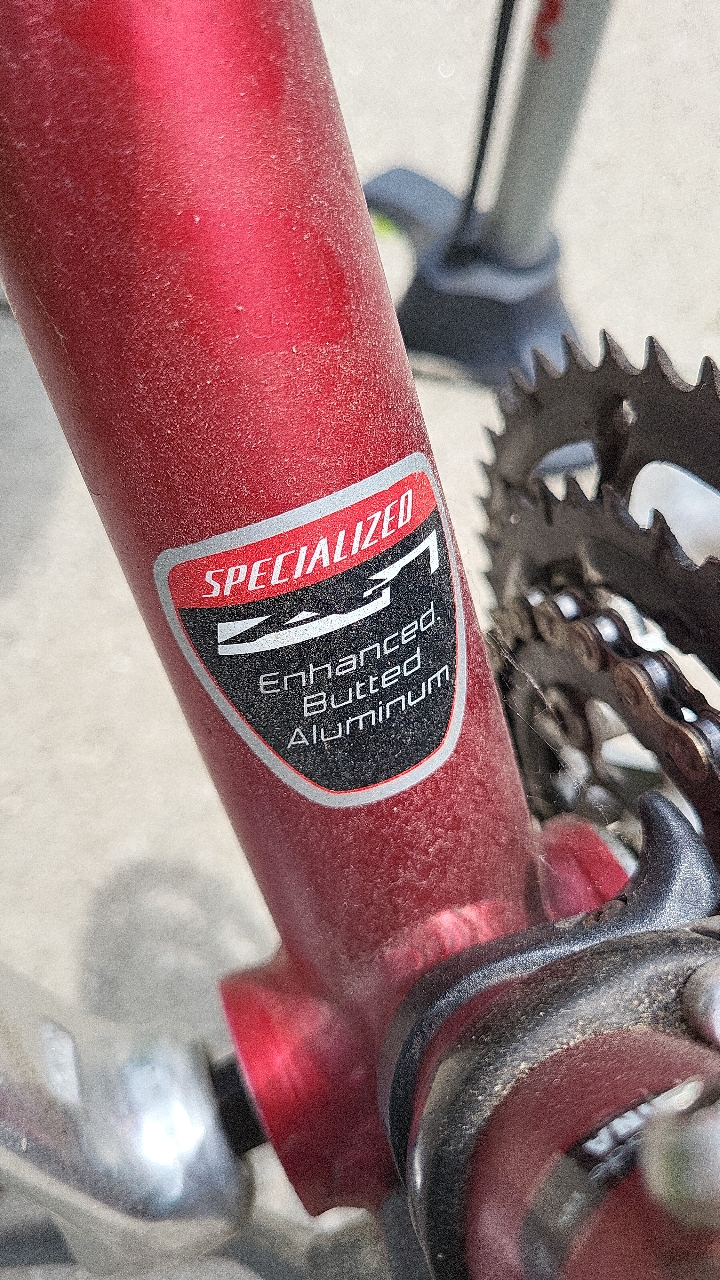 SPECIALIZED
Enhanced.
Butted
Aluminum